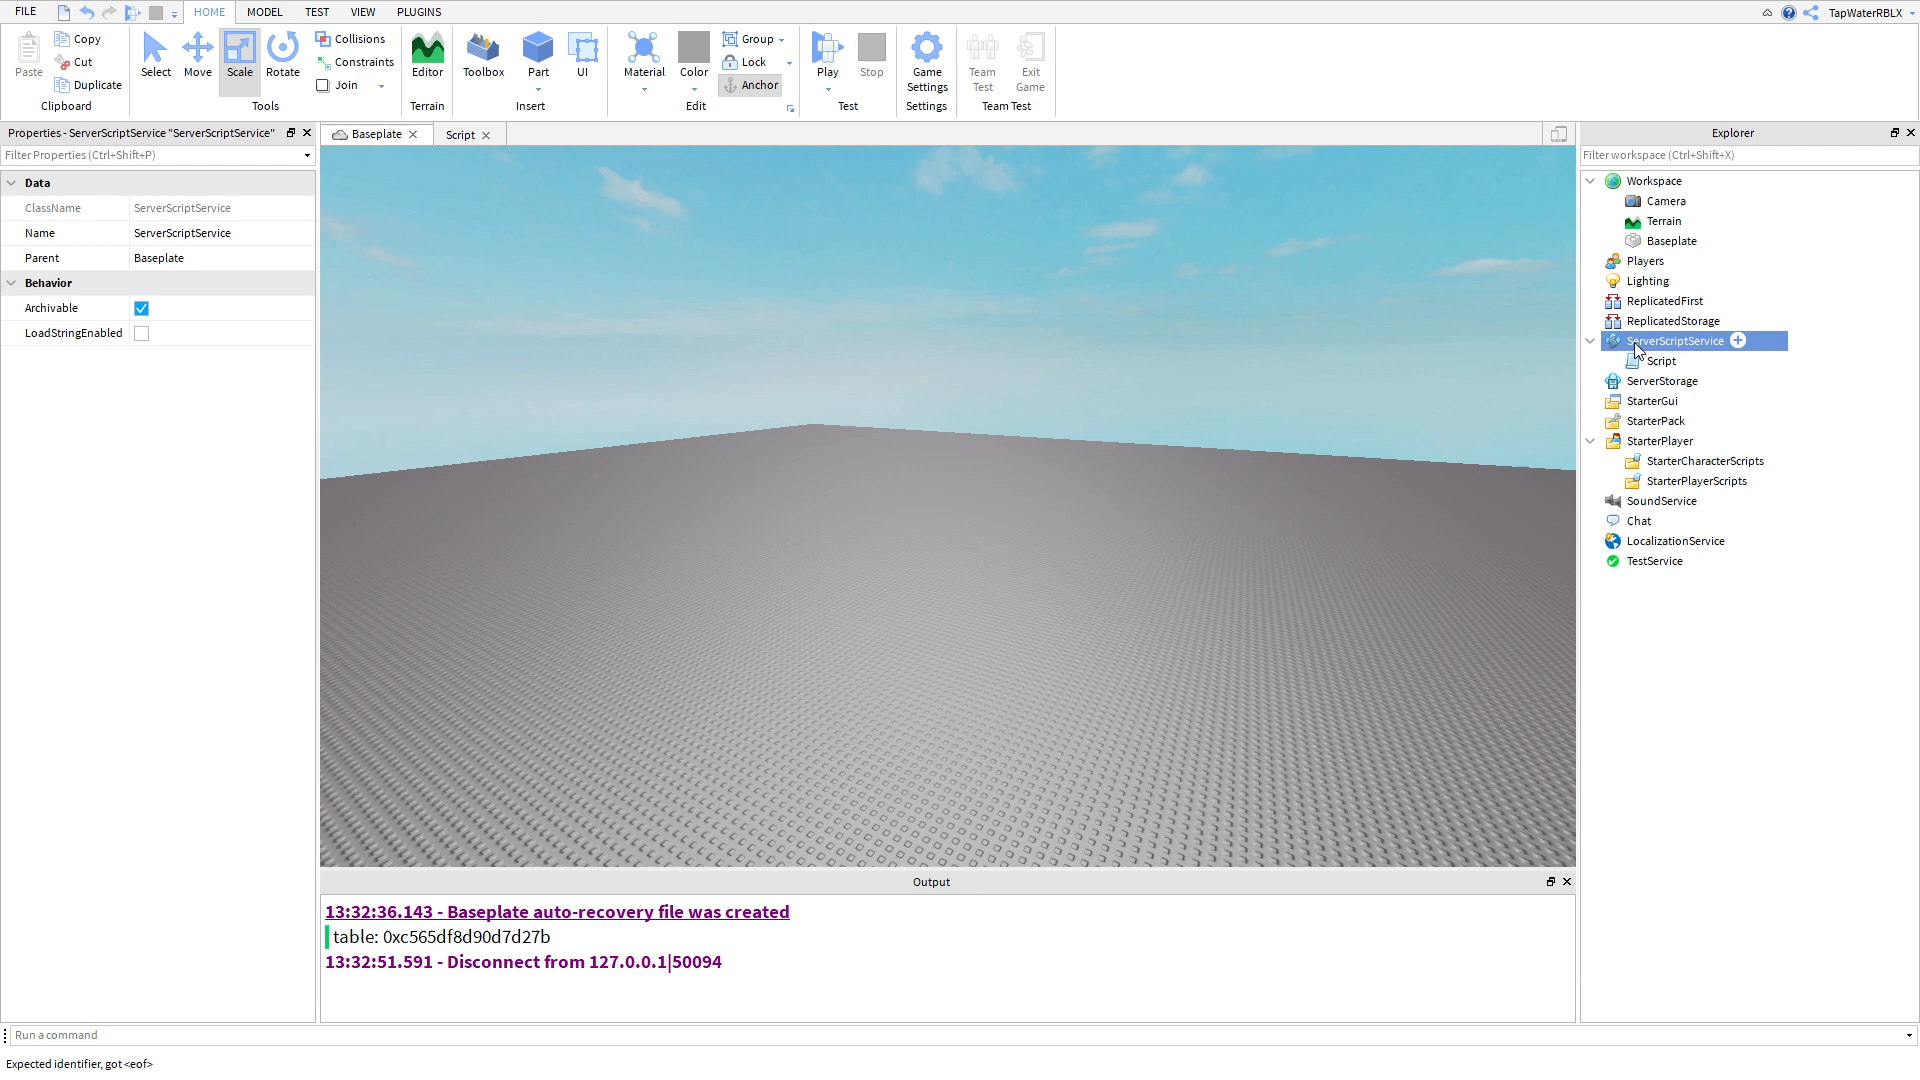 FILE HOME MODEL TEST VIEW PLUGINS TapWaterRBLX
Paste Copy Cut Duplicate Clipboard
Select Move Scale Rotate Collisions Constraints Join Tools
Editor Terrain
Toolbox Part UI Insert
Material Color Group Lock Anchor Edit
Play Stop Test
Game Settings Settings
Team Test Exit Game Team Test
Properties - ServerScriptService "ServerScriptService"
Filter Properties (Ctrl+Shift+P)
Data
ClassName ServerScriptService
Name ServerScriptService
Parent Baseplate
Behavior
Archivable
LoadStringEnabled
Baseplate Script
Explorer
Filter workspace (Ctrl+Shift+X)
Workspace
Camera
Terrain
Baseplate
Players
Lighting
ReplicatedFirst
ReplicatedStorage
ServerScriptService
Script
ServerStorage
StarterGui
StarterPack
StarterPlayer
StarterCharacterScripts
StarterPlayerScripts
SoundService
Chat
LocalizationService
TestService
Output
13:32:36.143 - Baseplate auto-recovery file was created
table: 0xc565df8d90d7d27b
13:32:51.591 - Disconnect from 127.0.0.1|50094
Run a command
Expected identifier, got <eof>